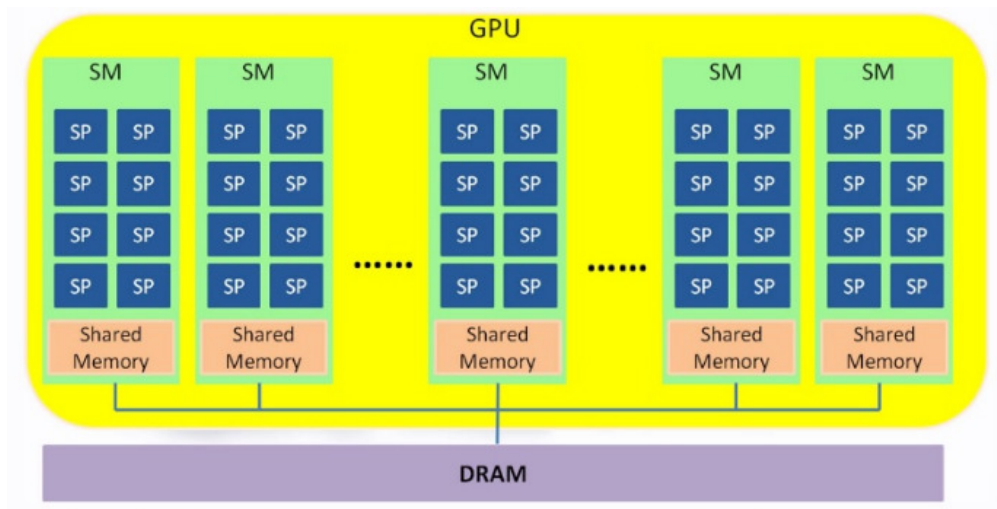 GPU
SM SM SM SM SM
SP SP SP SP SP SP SP SP SP SP
SP SP SP SP SP SP SP SP SP SP
SP SP SP SP SP SP SP SP SP SP
...... ......
SP SP SP SP SP SP SP SP SP SP
Shared Shared Shared Shared Shared
Memory Memory Memory Memory Memory
DRAM